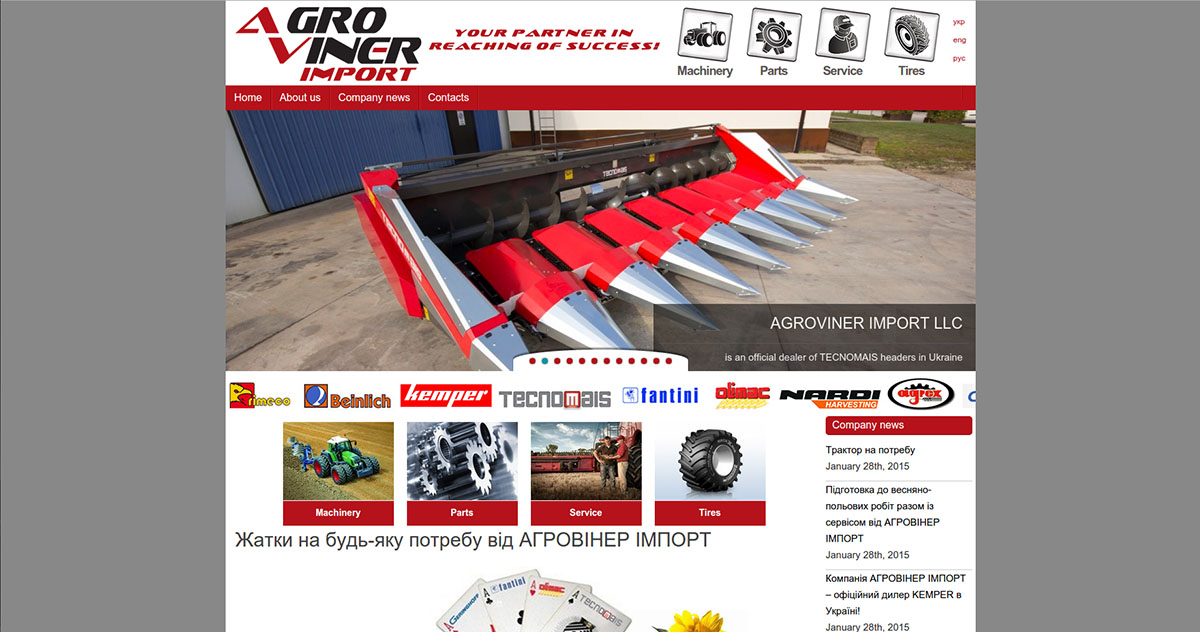 AGRO
VINER
IMPORT
YOUR PARTNER IN
REACHING OF SUCCESS!
Machinery
Parts
Service
Tires
укр
eng
рус
Home
About us
Company news
Contacts
TECNOMAIS
AGROVINER IMPORT LLC
is an official dealer of TECNOMAIS headers in Ukraine
Rimeco
Beinlich
kemper
TECNOMAIS
fantini
OLIMAC
NARDI
HARVESTING
agrex
Machinery
Parts
Service
Tires
Жатки на будь-яку потребу від АГРОВІНЕР ІМПОРТ
Company news
Трактор на потребу
January 28th, 2015
Підготовка до весняно-
польових робіт разом із
сервісом від АГРОВІНЕР
ІМПОРТ
January 28th, 2015
Компанія АГРОВІНЕР ІМПОРТ
– офіційний дилер KEMPER в
Україні!
January 28th, 2015
A
GERINGHOFF
A
fantini
A
OLIMAC
A
TECNOMAIS